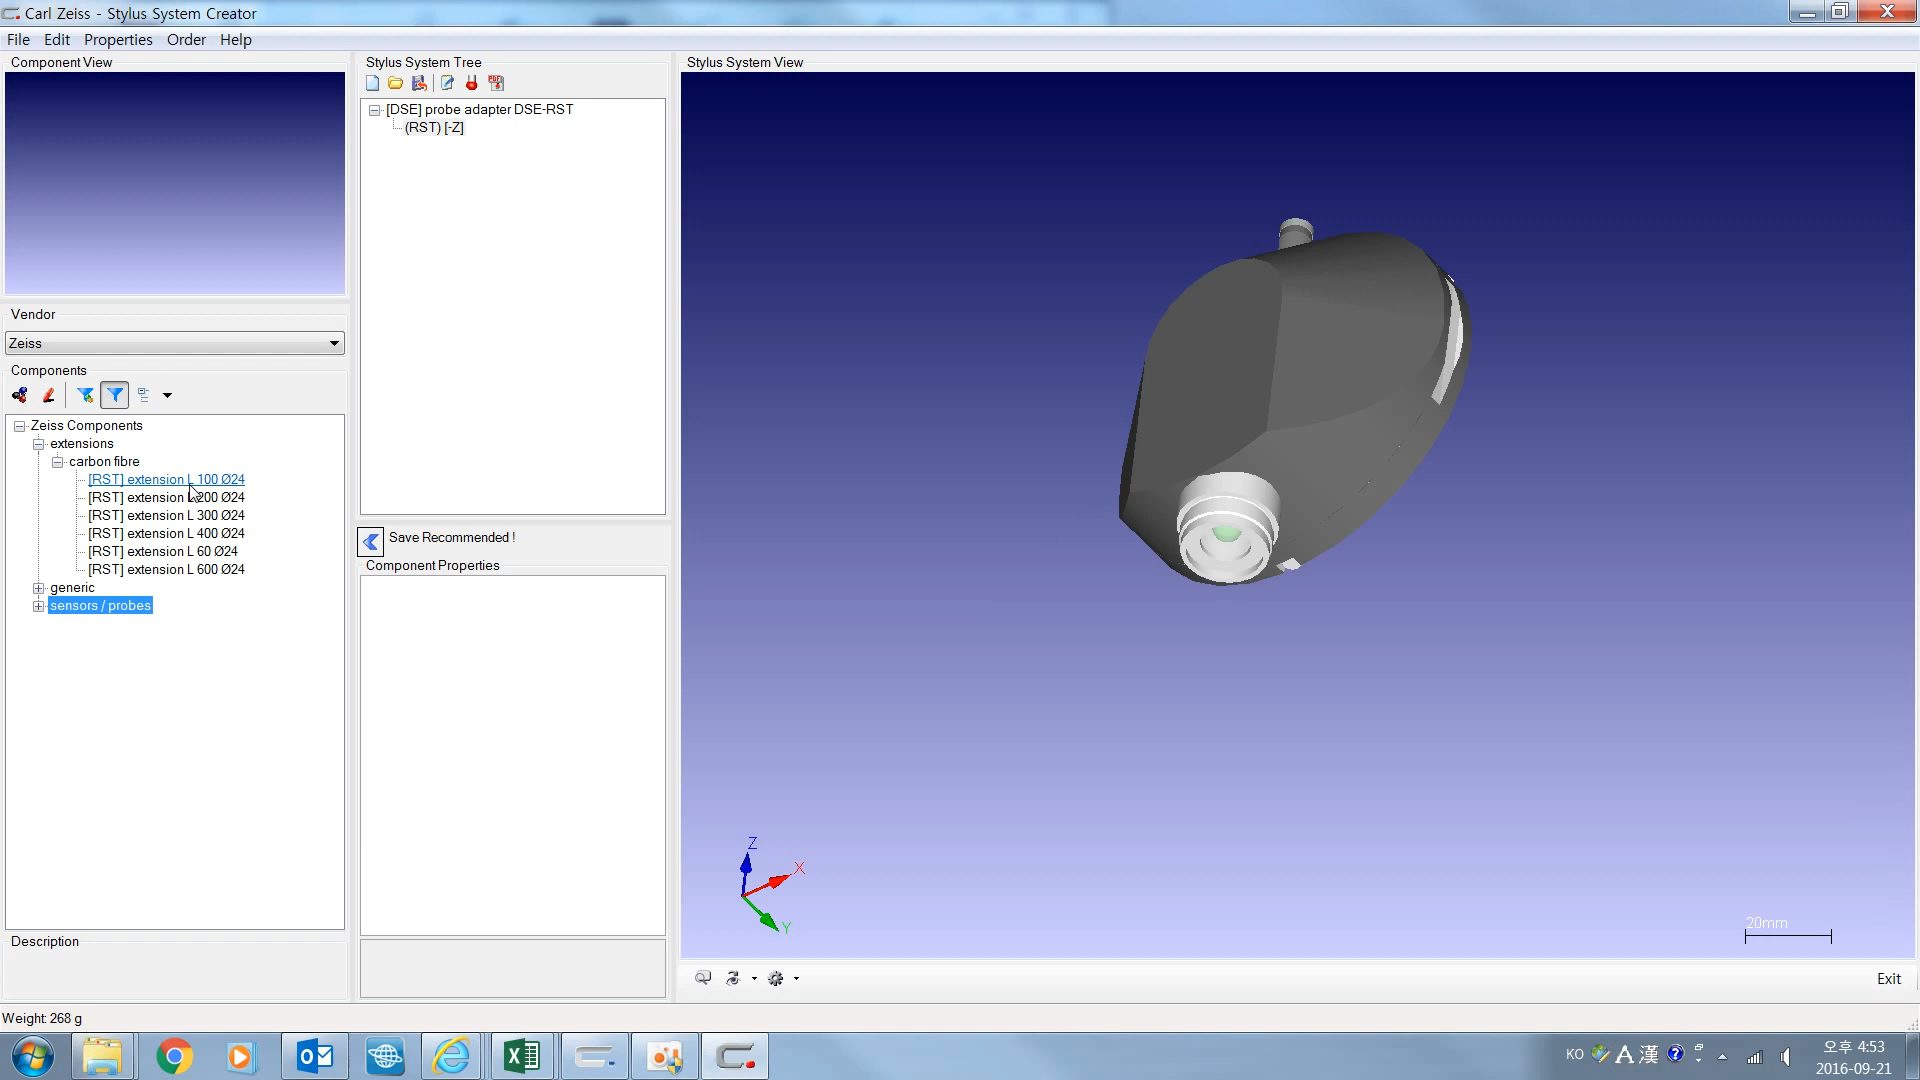 Carl Zeiss - Stylus System Creator
File Edit Properties Order Help
Component View
Vendor
Zeiss
Components
Zeiss Components
extensions
carbon fibre
[RST] extension L 100 Ø24
[RST] extension L 200 Ø24
[RST] extension L 300 Ø24
[RST] extension L 400 Ø24
[RST] extension L 60 Ø24
[RST] extension L 600 Ø24
generic
sensors / probes
Description
Stylus System Tree
[DSE] probe adapter DSE-RST
(RST) [-Z]
Save Recommended !
Component Properties
Stylus System View
Z
X
Y
20mm
Exit
Weight: 268 g
KO A 漢
오후 4:53
2016-09-21